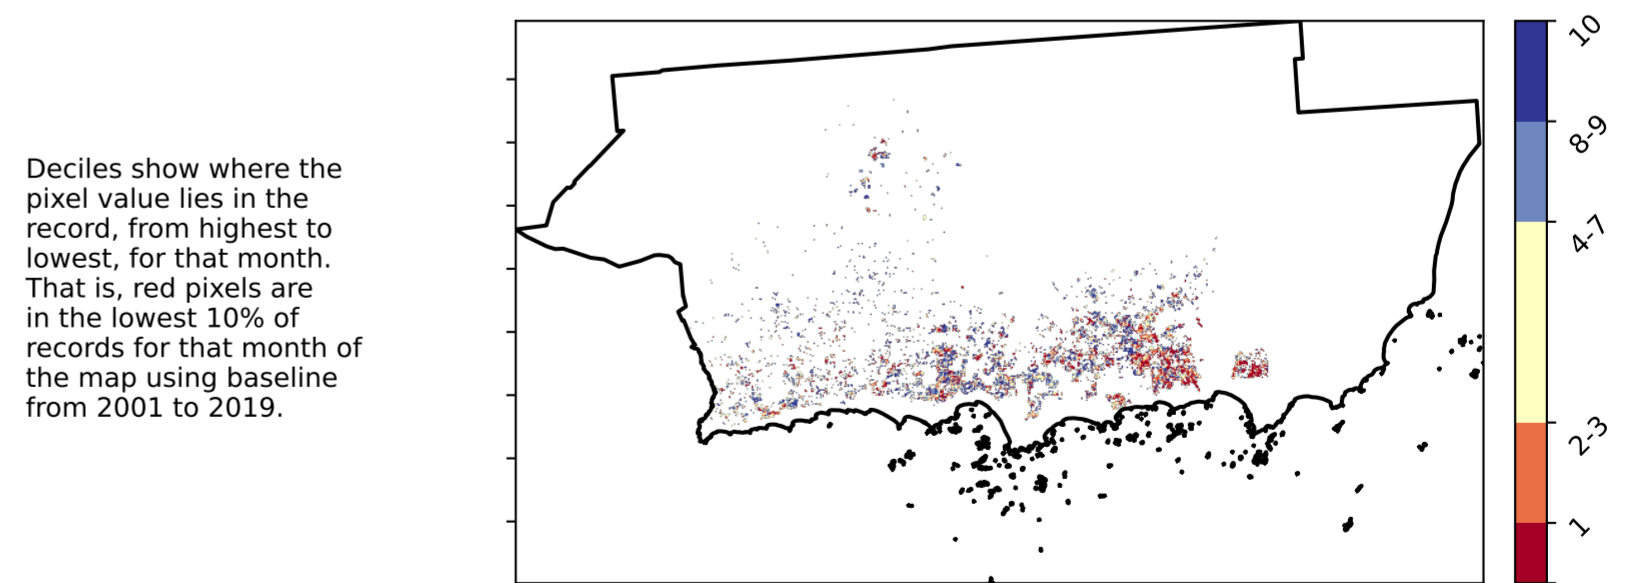 Deciles show where the
pixel value lies in the
record, from highest to
lowest, for that month.
That is, red pixels are
in the lowest 10% of
records for that month of
the map using baseline
from 2001 to 2019.
10
8-9
4-7
2-3
1